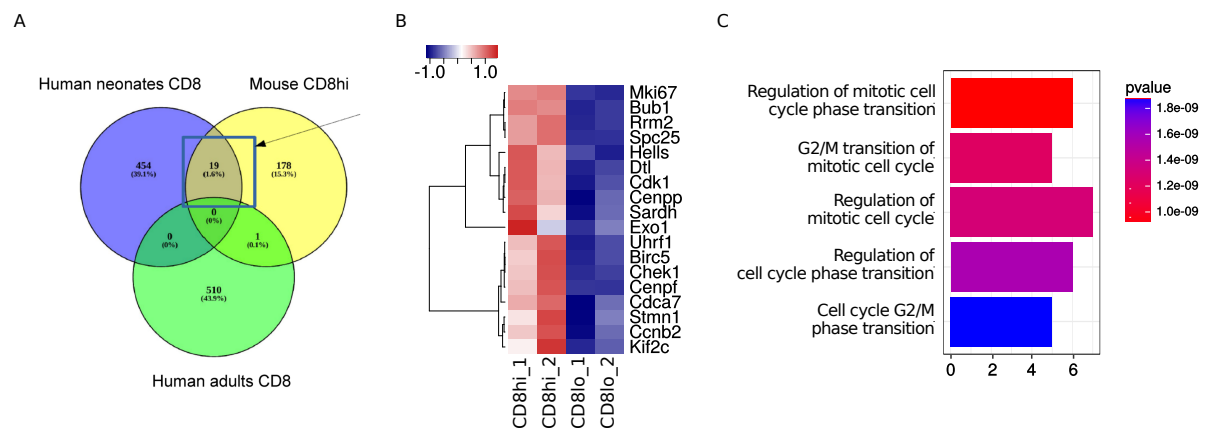 A
Human neonates CD8
Mouse CD8hi
454
(39.1%)
19
(1.6%)
178
(15.3%)
0
(0%)
0
(0%)
1
(0.1%)
510
(43.9%)
Human adults CD8
B
-1.0
1.0
Mki67
Bub1
Rrm2
Spc25
Hells
Dtl
Cdk1
Cenpp
Sardh
Exo1
Uhrf1
Birc5
Chek1
Cenpf
Cdca7
Stmn1
Ccnb2
Kif2c
CD8hi_1
CD8hi_2
CD8lo_1
CD8lo_2
C
Regulation of mitotic cell
cycle phase transition
G2/M transition of
mitotic cell cycle
Regulation of
mitotic cell cycle
Regulation of
cell cycle phase transition
Cell cycle G2/M
phase transition
0 2 4 6
pvalue
1.8e-09
1.6e-09
1.4e-09
1.2e-09
1.0e-09